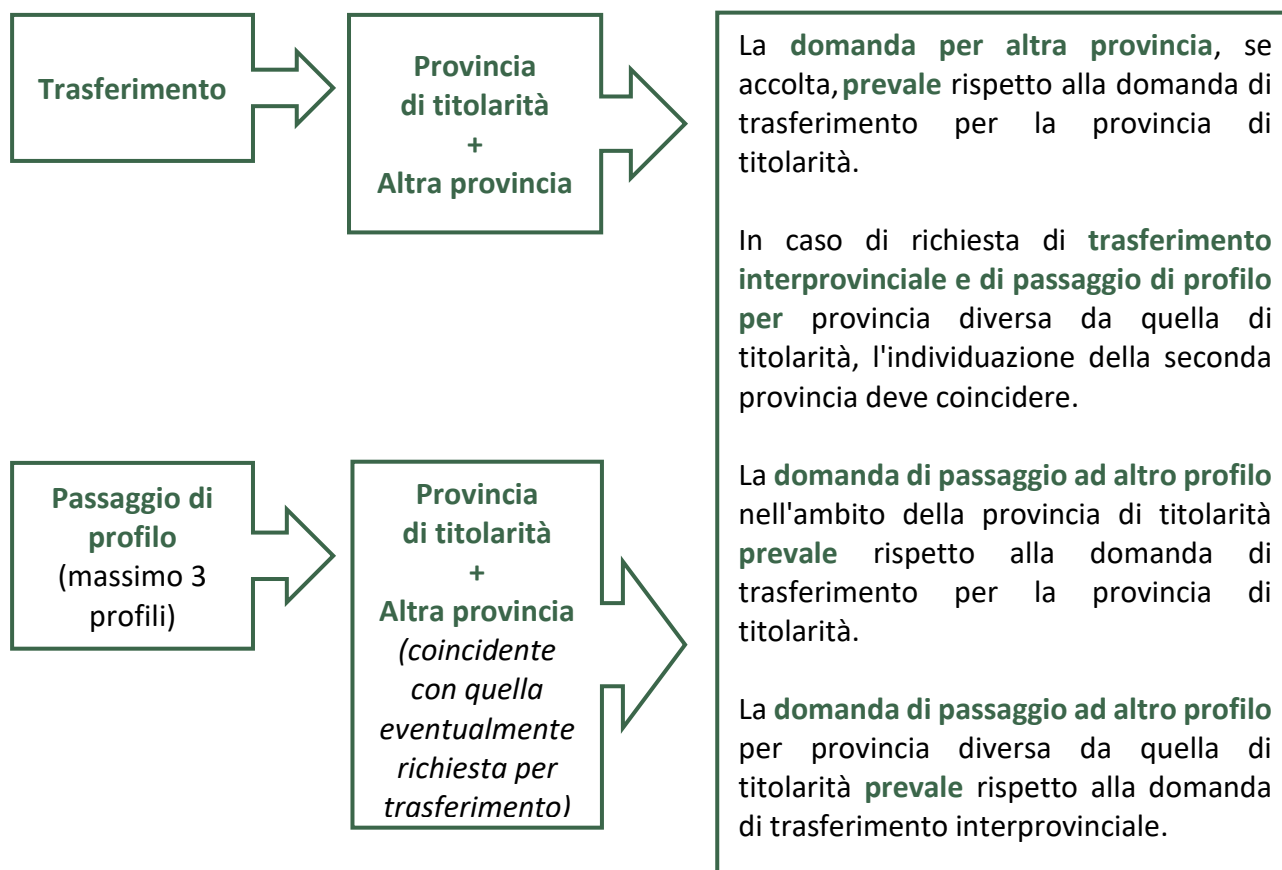 Trasferimento
Provincia
di titolarità
+
Altra provincia
La domanda per altra provincia, se
accolta, prevale rispetto alla domanda di
trasferimento per la provincia di
titolarità.
In caso di richiesta di trasferimento
interprovinciale e di passaggio di profilo
per provincia diversa da quella di
titolarità, l'individuazione della seconda
provincia deve coincidere.
Passaggio di
profilo
(massimo 3
profili)
Provincia
di titolarità
+
Altra provincia
(coincidente
con quella
eventualmente
richiesta per
trasferimento)
La domanda di passaggio ad altro profilo
nell'ambito della provincia di titolarità
prevale rispetto alla domanda di
trasferimento per la provincia di
titolarità.
La domanda di passaggio ad altro profilo
per provincia diversa da quella di
titolarità prevale rispetto alla domanda
di trasferimento interprovinciale.